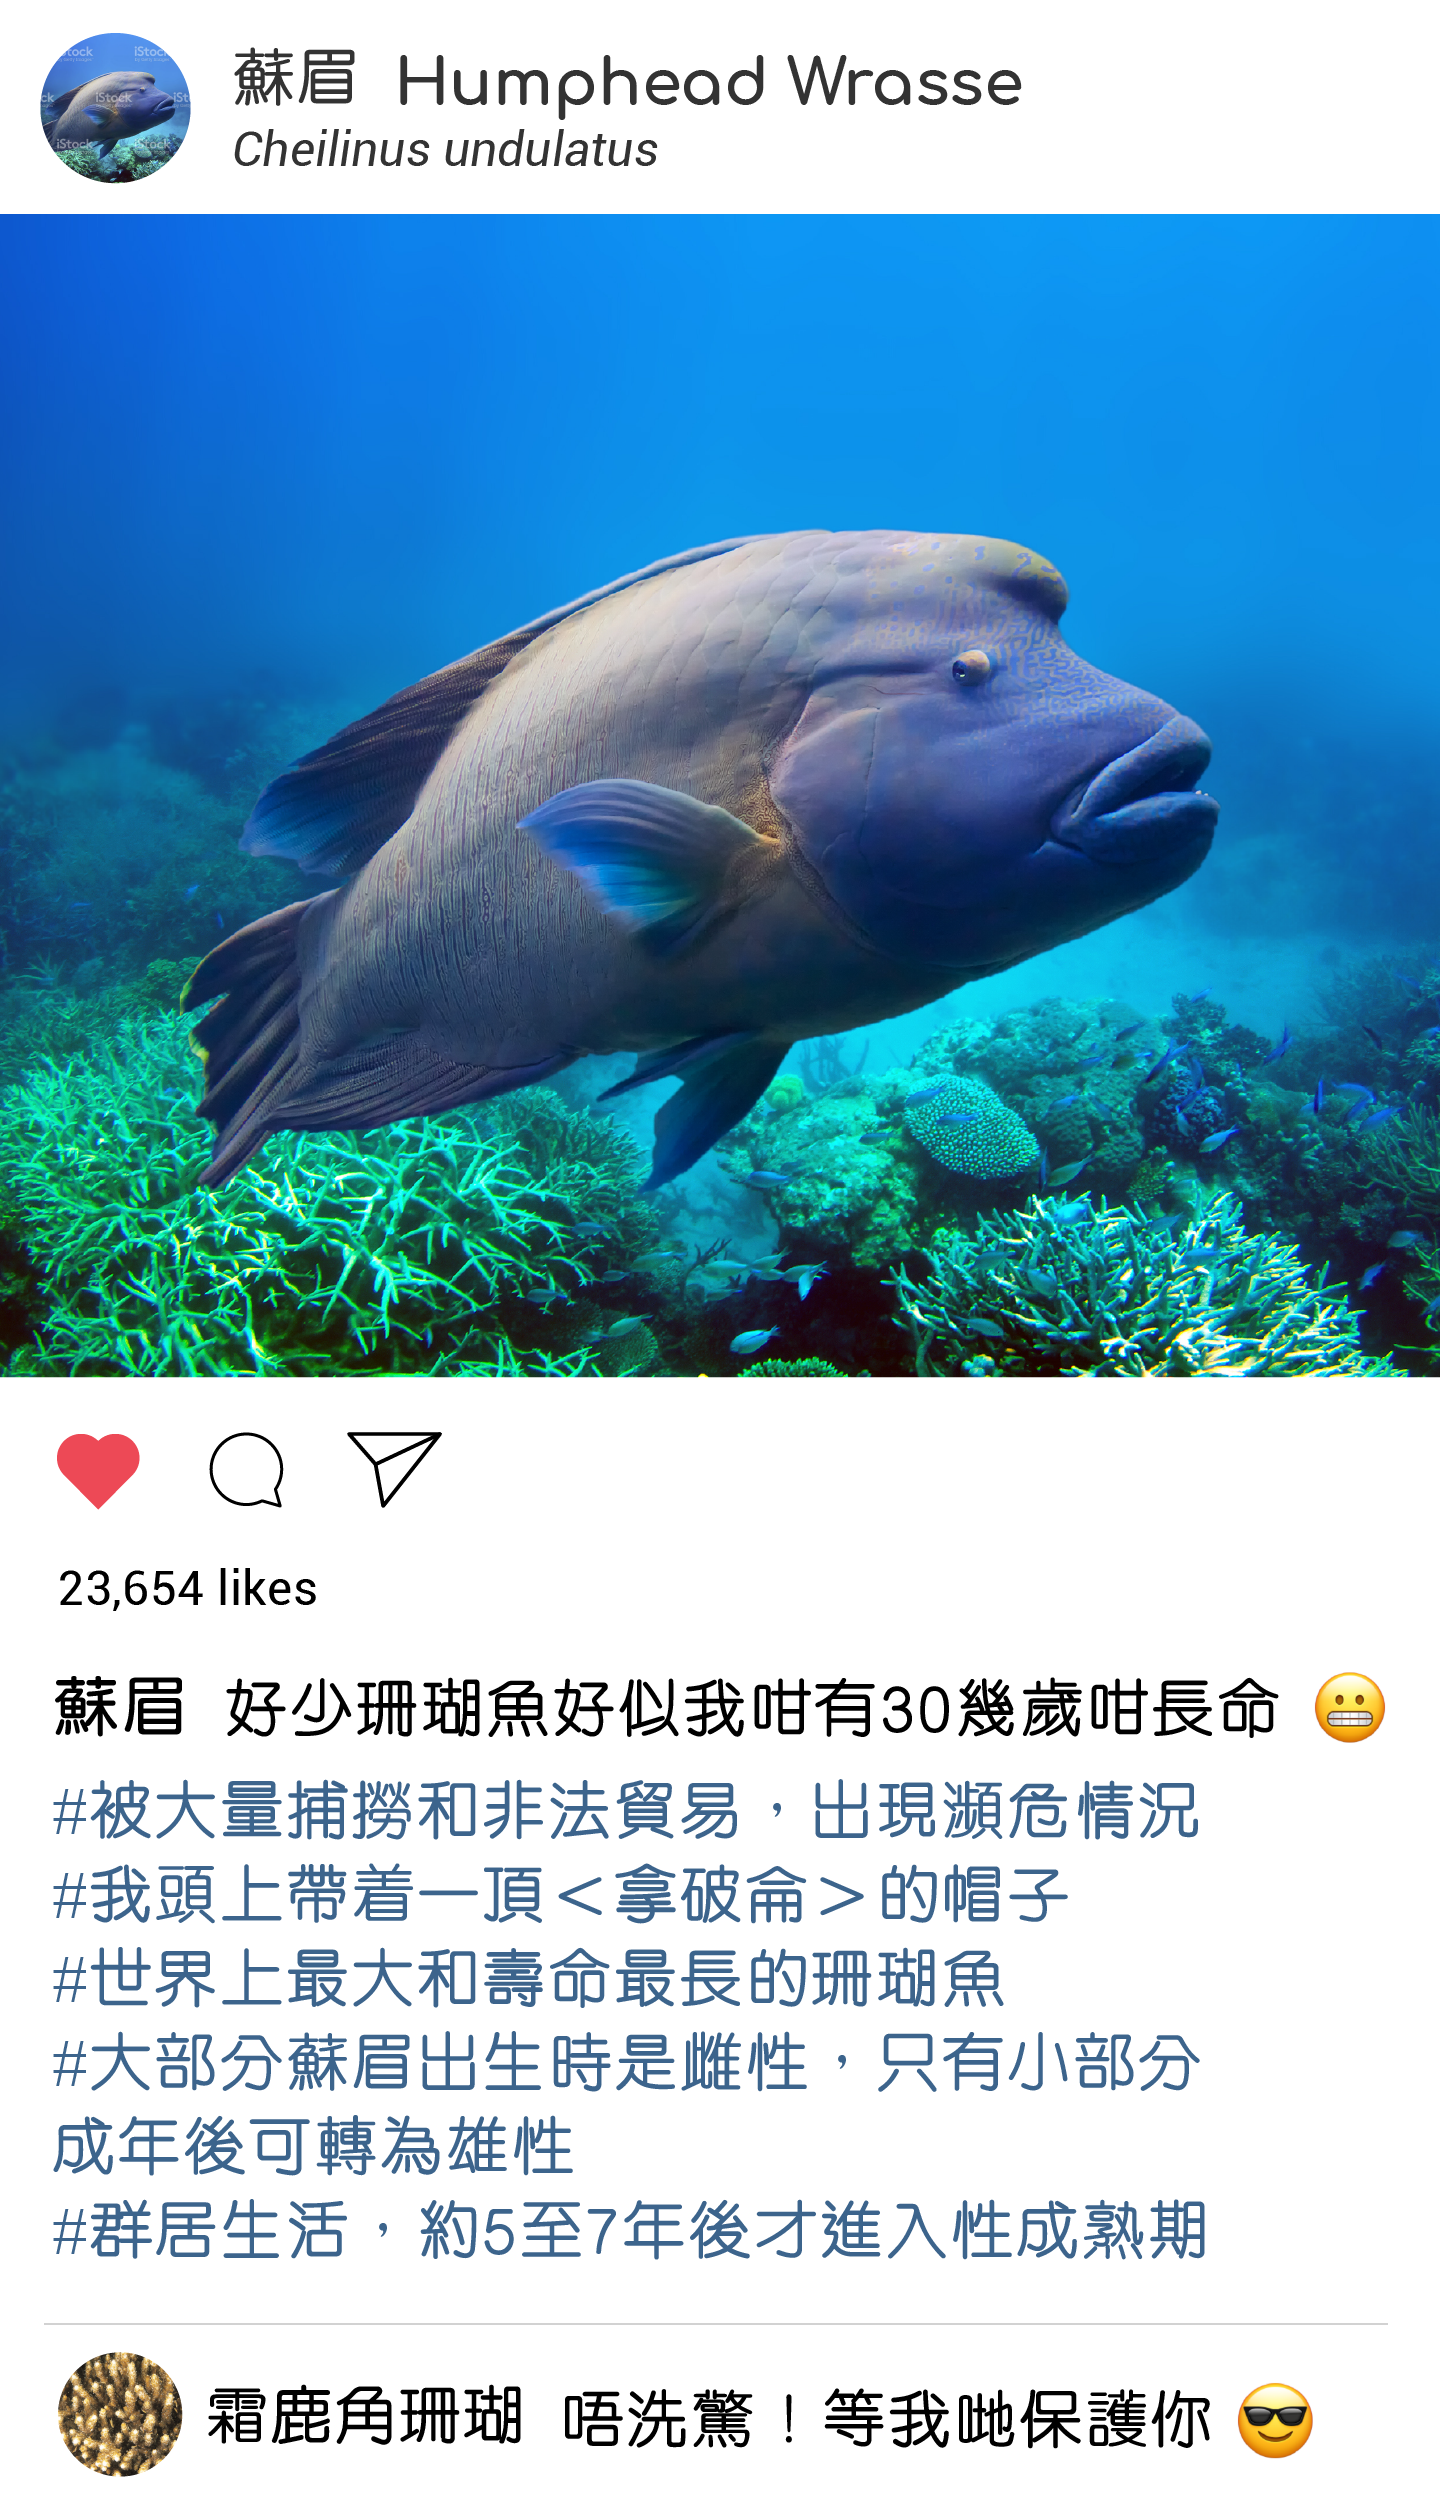 蘇眉 Humphead Wrasse
Cheilinus undulatus
23,654 likes
蘇眉 好少珊瑚魚好似我咁有30幾歲咁長命 😬
#被大量捕撈和非法貿易，出現瀕危情況
#我頭上帶着一頂＜拿破侖＞的帽子
#世界上最大和壽命最長的珊瑚魚
#大部分蘇眉出生時是雌性，只有小部分
成年後可轉為雄性
#群居生活，約5至7年後才進入性成熟期
霜鹿角珊瑚 唔洗驚！等我哋保護你 😎